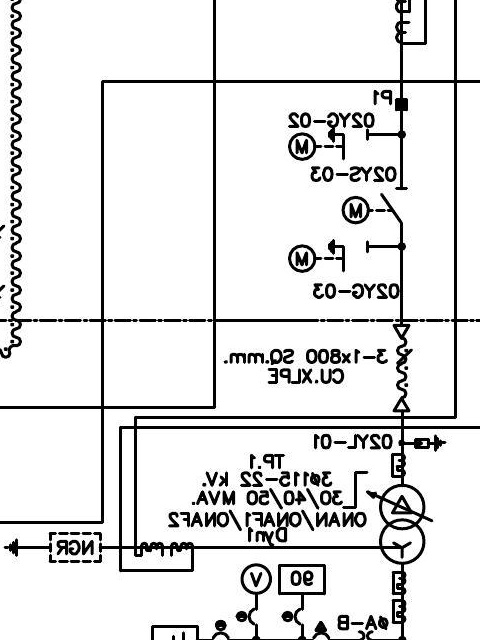 P1
02YG-02
M
02YS-03
M
02YG-03
M
3-1x800 SQ.mm.
CU.XLPE
02YL-01
TP.1
3ø115-22 kV.
30/40/50 MVA.
ONAN/ONAF1/ONAF2
Dyn1
NGR
V
90
øA-B